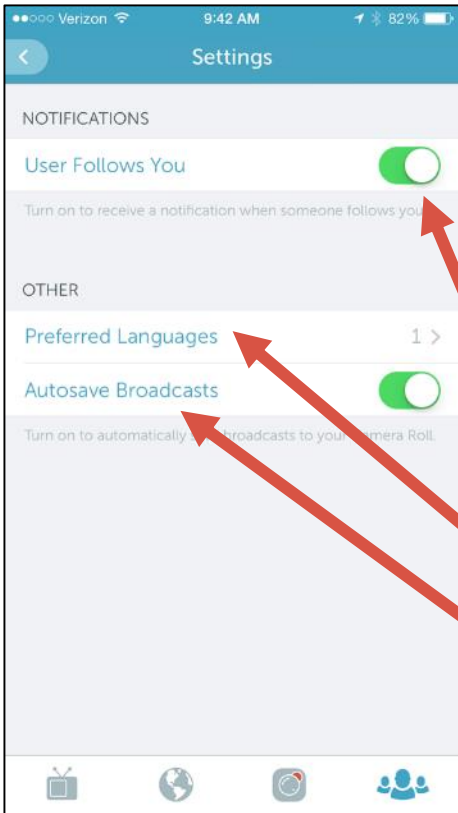 Verizon 9:42 AM 82%
Settings
NOTIFICATIONS
User Follows You
Turn on to receive a notification when someone follows you
OTHER
Preferred Languages 1 >
Autosave Broadcasts
Turn on to automatically broadcasts to your Camera Roll.